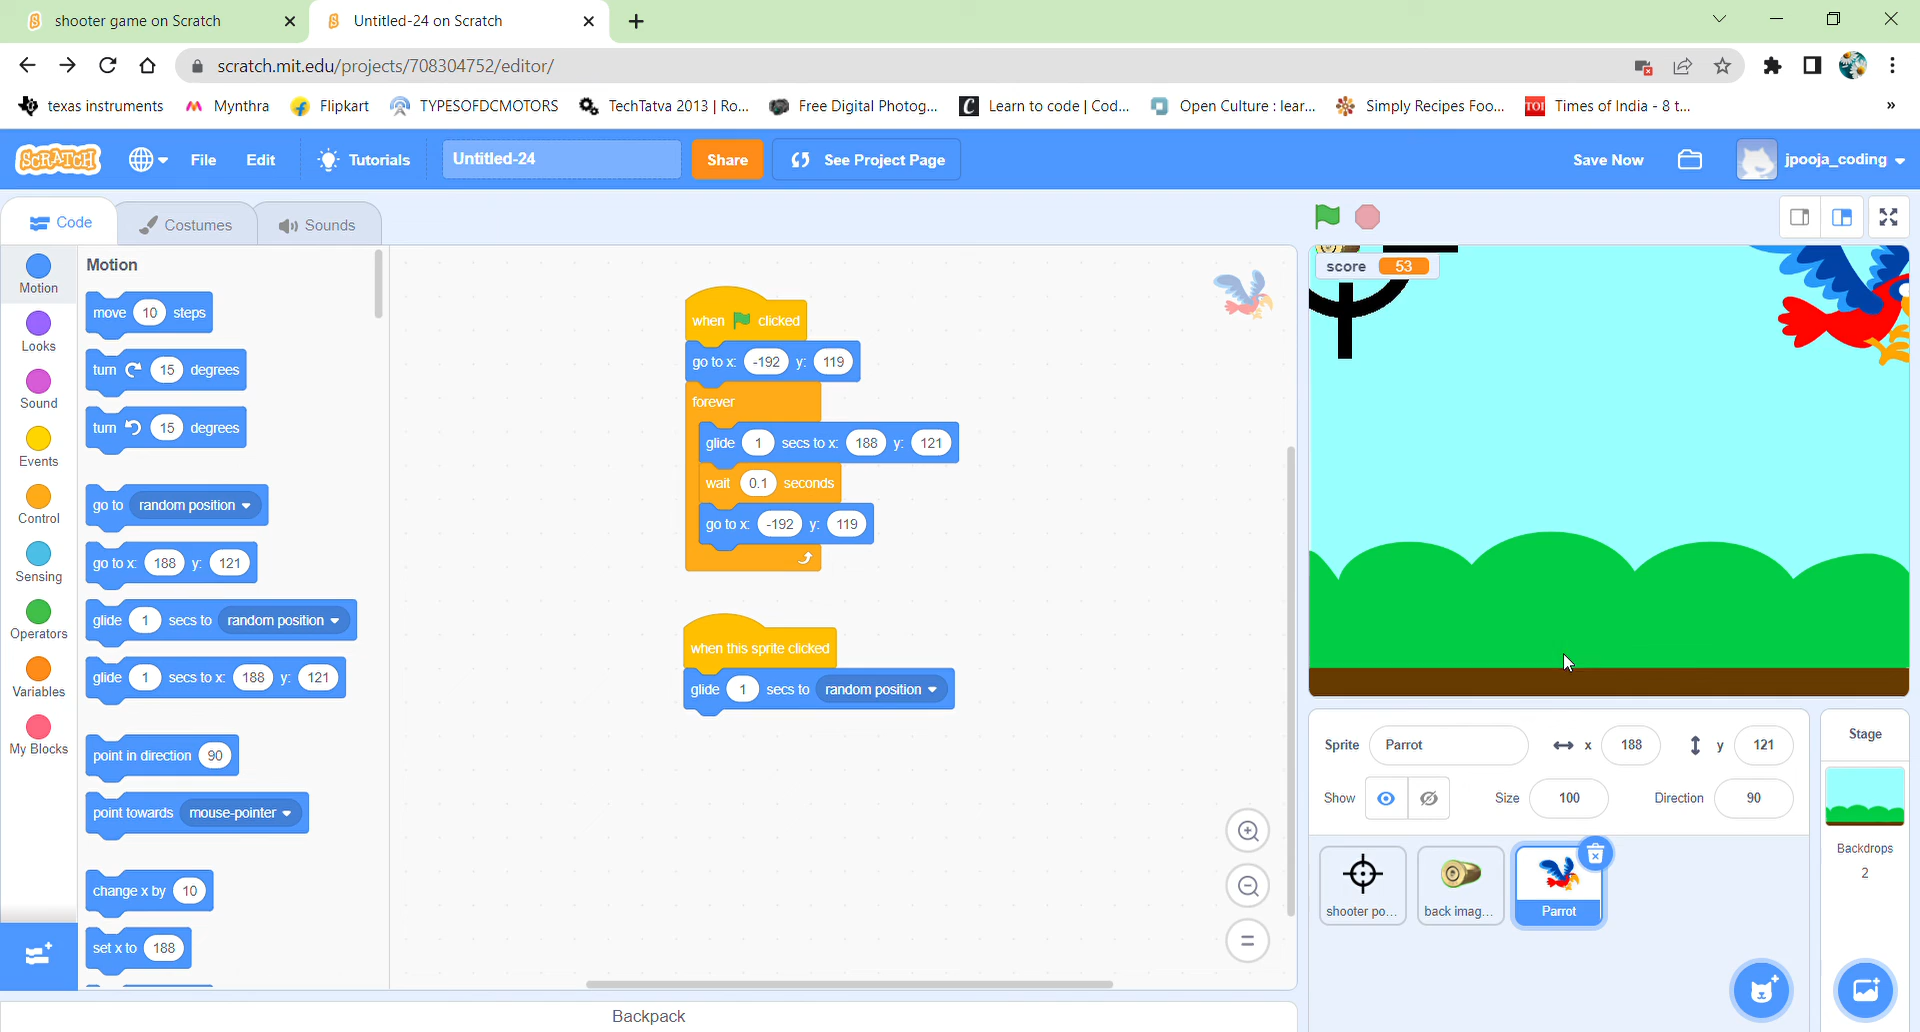 shooter game on Scratch
Untitled-24 on Scratch
scratch.mit.edu/projects/708304752/editor/
texas instruments
Mynthra
Flipkart
TYPESOFDCMOTORS
TechTatva 2013 | Ro...
Free Digital Photog...
Learn to code | Cod...
Open Culture : lear...
TOI
Simply Recipes Foo...
Times of India - 8 t...
»
SCRATCH
File
Edit
Tutorials
Untitled-24
Share
See Project Page
Save Now
jpooja_coding
Code
Costumes
Sounds
Motion
Looks
Sound
Events
Control
Sensing
Operators
Variables
My Blocks
Motion
move 10 steps
turn 15 degrees
turn 15 degrees
go to random position
go to x: 188 y: 121
glide 1 secs to random position
glide 1 secs to x: 188 y: 121
point in direction 90
point towards mouse-pointer
change x by 10
set x to 188
when clicked
go to x: -192 y: 119
forever
glide 1 secs to x: 188 y: 121
wait 0.1 seconds
go to x: -192 y: 119
when this sprite clicked
glide 1 secs to random position
Backpack
score 53
Sprite Parrot x 188 y 121
Show Size 100 Direction 90
shooter po...
back imag...
Parrot
Stage
Backdrops
2